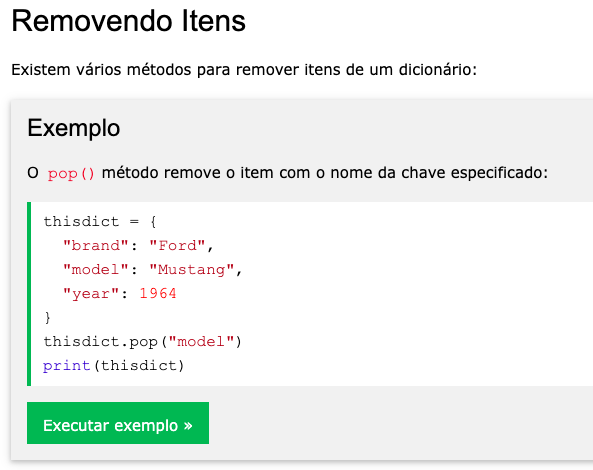 Removendo Itens
Existem vários métodos para remover itens de um dicionário:
Exemplo
O pop() método remove o item com o nome da chave especificado:
thisdict = {
  "brand": "Ford",
  "model": "Mustang",
  "year": 1964
}
thisdict.pop("model")
print(thisdict)
Executar exemplo »